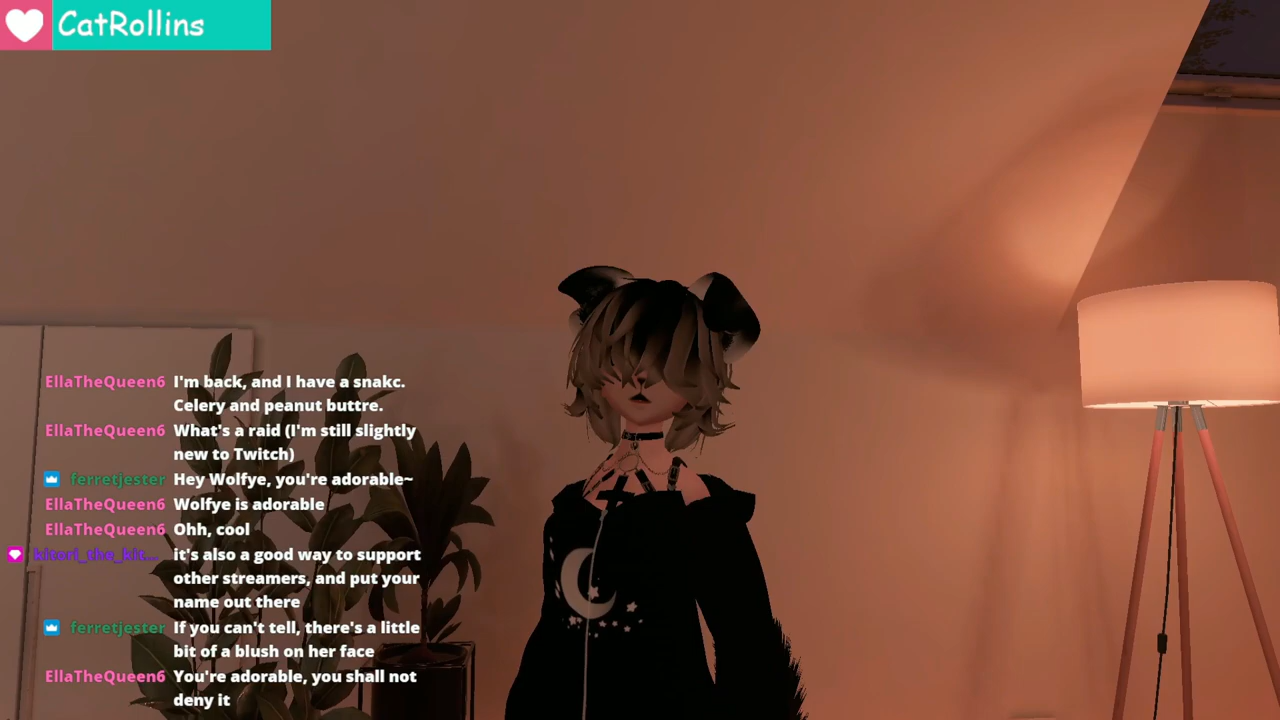 CatRollins
EllaTheQueen6 I'm back, and I have a snakc.
Celery and peanut buttre.
EllaTheQueen6 What's a raid (I'm still slightly
new to Twitch)
ferretjester Hey Wolfye, you're adorable~
EllaTheQueen6 Wolfye is adorable
EllaTheQueen6 Ohh, cool
kitori_the_kit... it's also a good way to support
other streamers, and put your
name out there
ferretjester If you can't tell, there's a little
bit of a blush on her face
EllaTheQueen6 You're adorable, you shall not
deny it